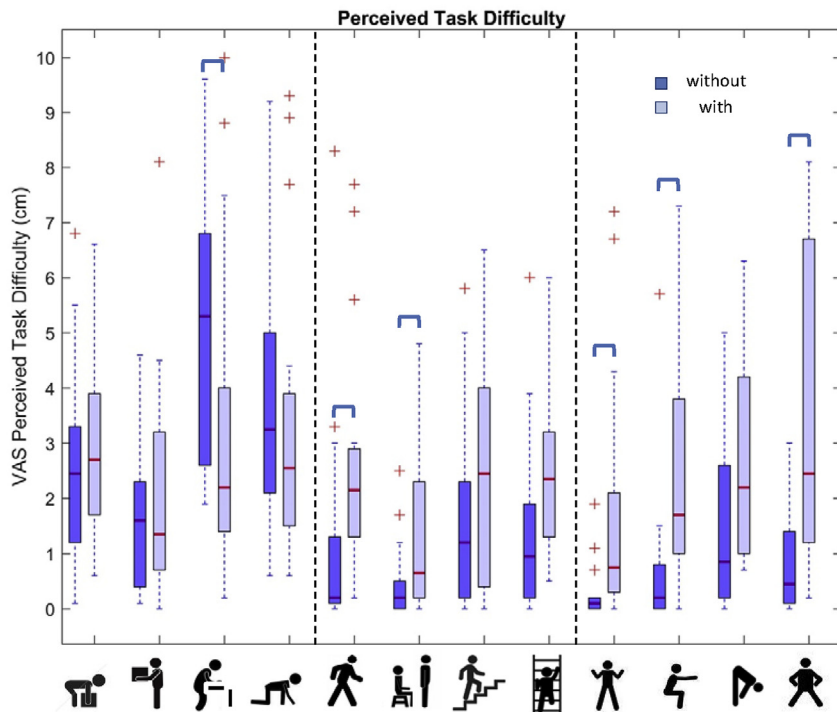 Perceived Task Difficulty
VAS Perceived Task Difficulty (cm)
10
9
8
7
6
5
4
3
2
1
0
without
with